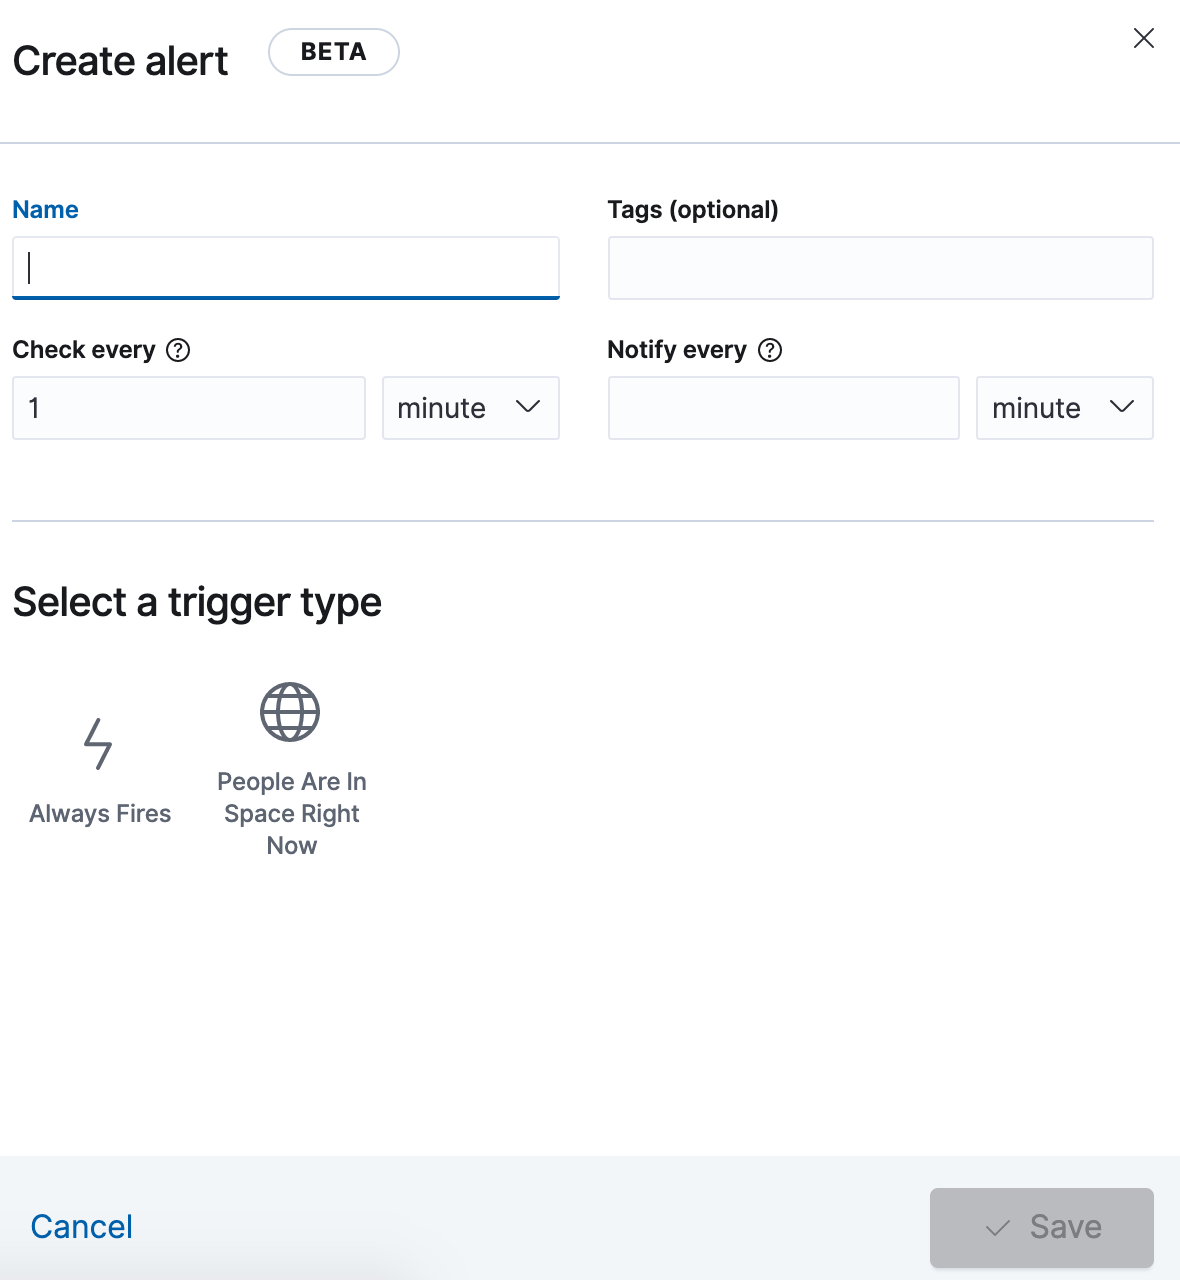 Create alert BETA
Name
Tags (optional)
Check every
Notify every
1 minute
minute
Select a trigger type
Always Fires
People Are In
Space Right
Now
Cancel
Save